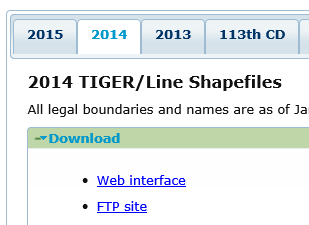 2015 2014 2013 113th CD
2014 TIGER/Line Shapefiles
All legal boundaries and names are as of
Download
Web interface
FTP site